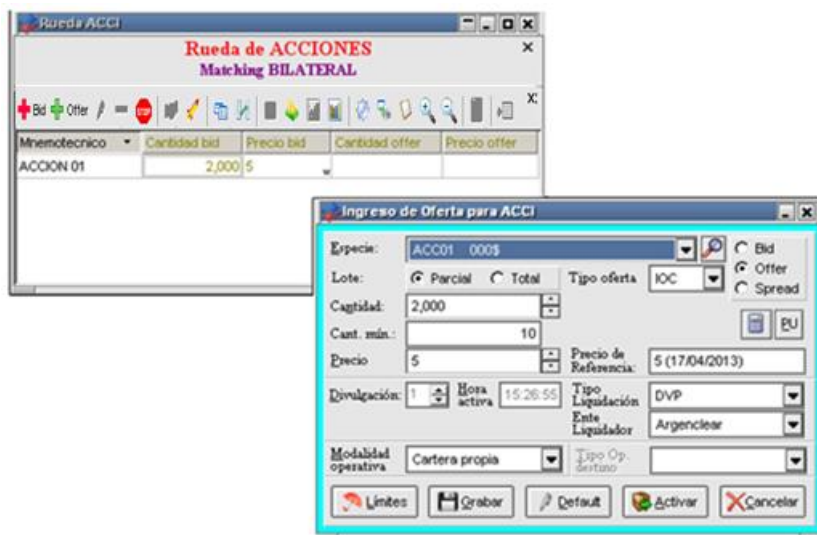 Rueda ACCI
Rueda de ACCIONES
Matching BILATERAL
Bid Offer STOP
Mnemotecnico Cantidad bid Precio bid Cantidad offer Precio offer
ACCION 01 2,000 5
Ingreso de Oferta para ACCI
Especie: ACC01 000$ Bid
Lote: Parcial Total Tipo oferta IOC Offer
Spread
Cantidad: 2,000
Cant. mín.: 10 PU
Precio 5 Precio de Referencia: 5 (17/04/2013)
Divulgación: 1 Hora activa 15:26:55 Tipo Liquidación DVP
Ente Liquidador Argenclear
Modalidad operativa Cartera propia Tipo Op. destino
Límites Grabar Default Activar Cancelar